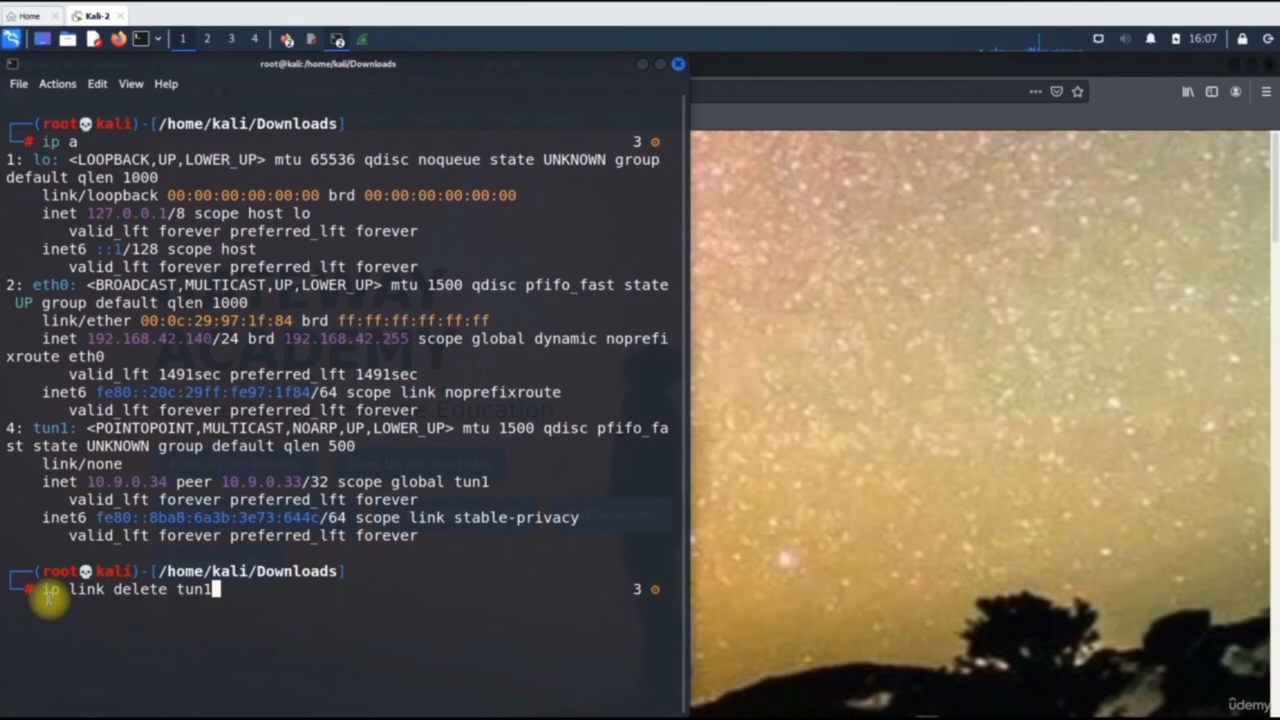 Home
Kali-2
1 2 3 4
16:07
root@kali:/home/kali/Downloads
File Actions Edit View Help
(root💀kali)-[/home/kali/Downloads]
# ip a
3
1: lo: <LOOPBACK,UP,LOWER_UP> mtu 65536 qdisc noqueue state UNKNOWN group
default qlen 1000
link/loopback 00:00:00:00:00:00 brd 00:00:00:00:00:00
inet 127.0.0.1/8 scope host lo
valid_lft forever preferred_lft forever
inet6 ::1/128 scope host
valid_lft forever preferred_lft forever
2: eth0: <BROADCAST,MULTICAST,UP,LOWER_UP> mtu 1500 qdisc pfifo_fast state
UP group default qlen 1000
link/ether 00:0c:29:97:1f:84 brd ff:ff:ff:ff:ff:ff
inet 192.168.42.140/24 brd 192.168.42.255 scope global dynamic noprefi
xroute eth0
valid_lft 1491sec preferred_lft 1491sec
inet6 fe80::20c:29ff:fe97:1f84/64 scope link noprefixroute
valid_lft forever preferred_lft forever
4: tun1: <POINTOPOINT,MULTICAST,NOARP,UP,LOWER_UP> mtu 1500 qdisc pfifo_fa
st state UNKNOWN group default qlen 500
link/none
inet 10.9.0.34 peer 10.9.0.33/32 scope global tun1
valid_lft forever preferred_lft forever
inet6 fe80::8ba8:6a3b:3e73:644c/64 scope link stable-privacy
valid_lft forever preferred_lft forever
(root💀kali)-[/home/kali/Downloads]
# ip link delete tun1
3
ûdemy